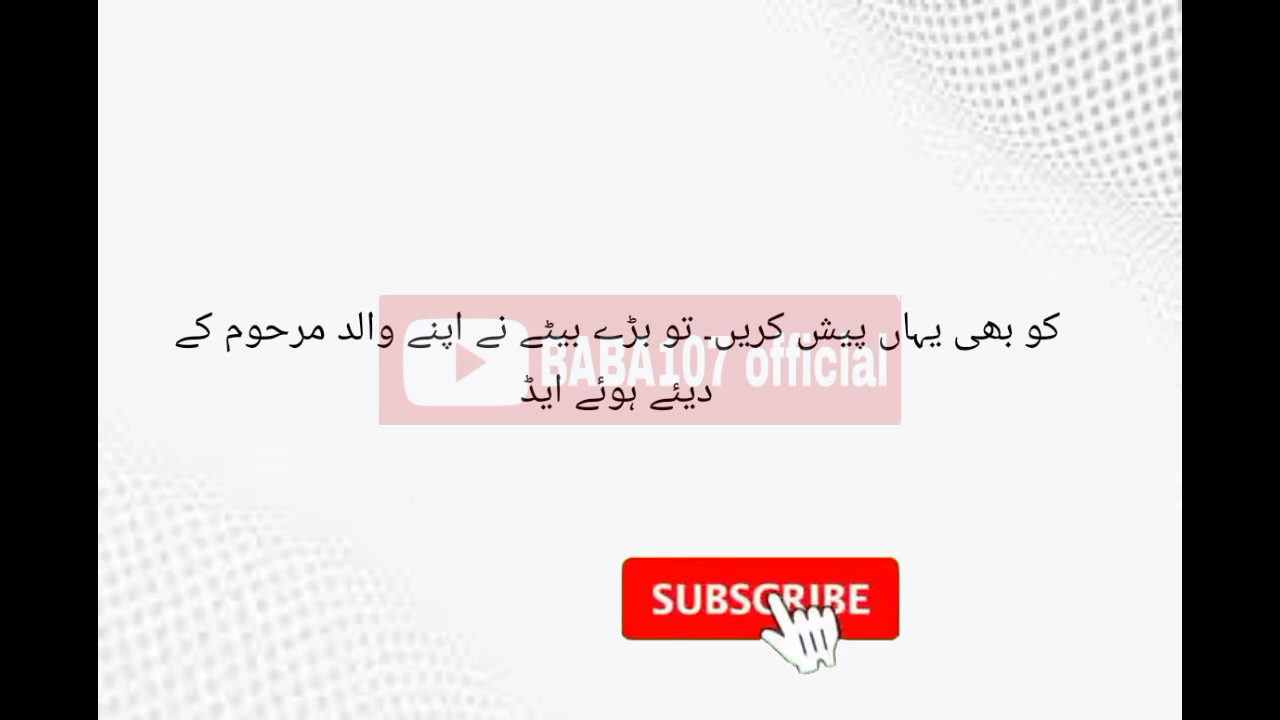 کو بھی یہاں پیش کریں۔ تو بڑے بیٹے نے اپنے والد مرحوم کے
دیئے ہوئے ایڈ
BABA107 official
SUBSCRIBE